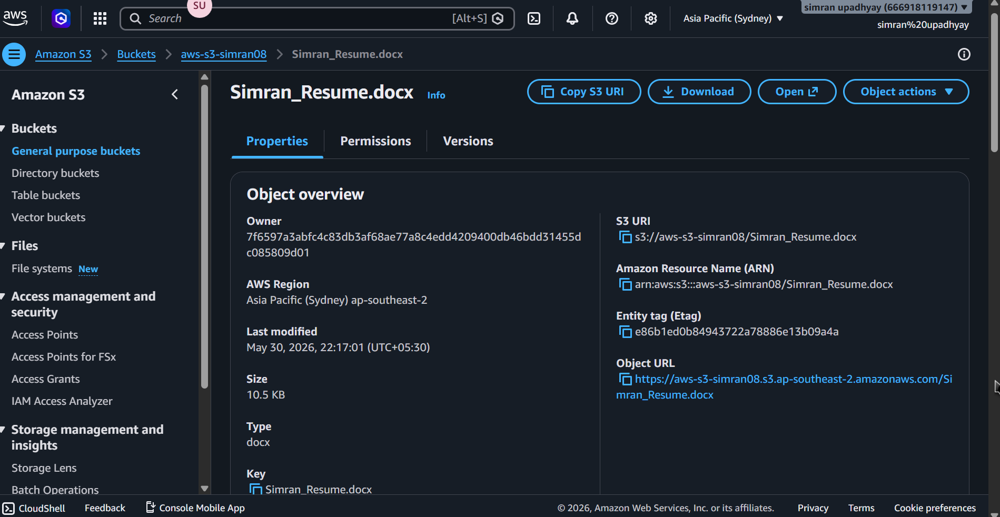 aws
SU
Search
[Alt+S]
Asia Pacific (Sydney)
simran upadhyay (666918119147)
simran%20upadhyay
Amazon S3
Buckets
aws-s3-simran08
Simran_Resume.docx
Amazon S3
Buckets
General purpose buckets
Directory buckets
Table buckets
Vector buckets
Files
File systems New
Access management and
security
Access Points
Access Points for FSx
Access Grants
IAM Access Analyzer
Storage management and
insights
Storage Lens
Batch Operations
Simran_Resume.docx Info
Copy S3 URI
Download
Open
Object actions
Properties
Permissions
Versions
Object overview
Owner
7f6597a3abfc4c83db3af68ae77a8c4edd4209400db46bdd31455d
c085809d01
AWS Region
Asia Pacific (Sydney) ap-southeast-2
Last modified
May 30, 2026, 22:17:01 (UTC+05:30)
Size
10.5 KB
Type
docx
Key
Simran_Resume.docx
S3 URI
s3://aws-s3-simran08/Simran_Resume.docx
Amazon Resource Name (ARN)
arn:aws:s3:::aws-s3-simran08/Simran_Resume.docx
Entity tag (Etag)
e86b1ed0b84943722a78886e13b09a4a
Object URL
https://aws-s3-simran08.s3.ap-southeast-2.amazonaws.com/Si
mran_Resume.docx
CloudShell
Feedback
Console Mobile App
© 2026, Amazon Web Services, Inc. or its affiliates.
Privacy
Terms
Cookie preferences